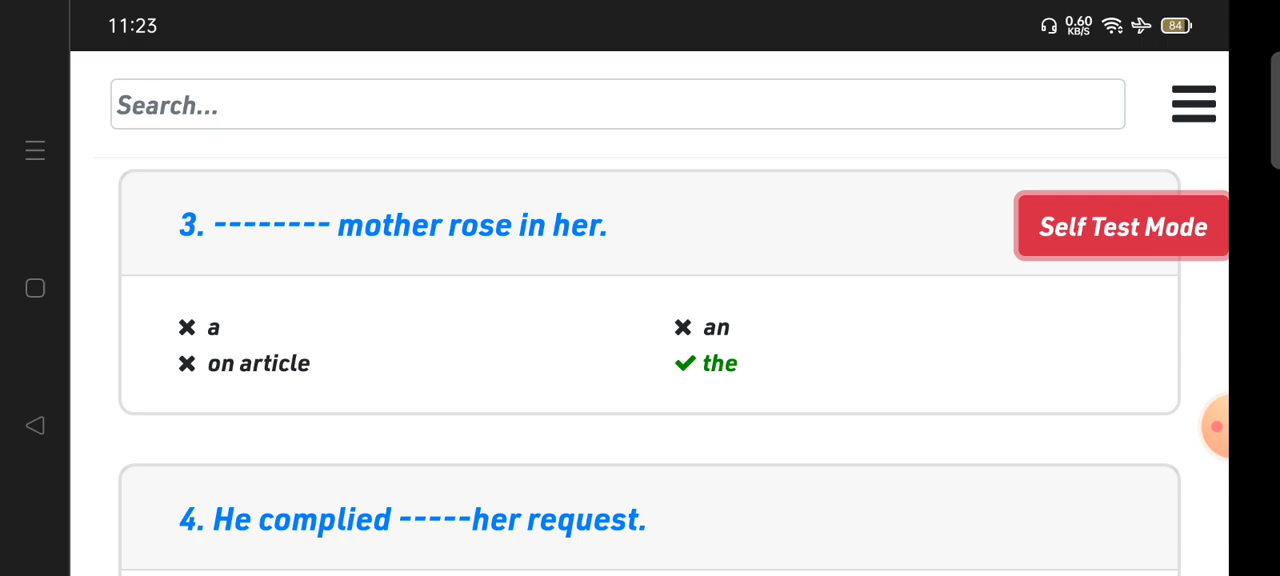 11:23
0.60
KB/S
84
Search...
3. -------- mother rose in her.
Self Test Mode
a
an
on article
the
4. He complied -----her request.